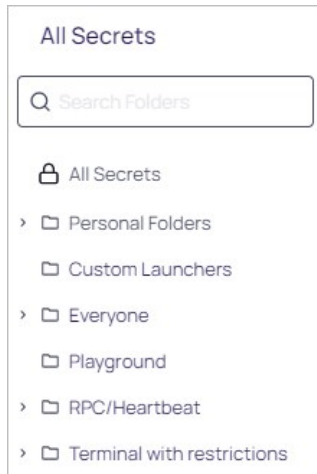 All Secrets
Search Folders
All Secrets
Personal Folders
Custom Launchers
Everyone
Playground
RPC/Heartbeat
Terminal with restrictions